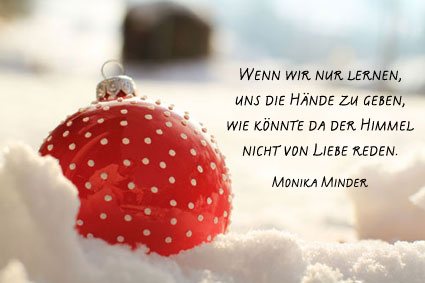 Wenn wir nur lernen,
uns die Hände zu geben,
wie könnte da der Himmel
nicht von Liebe reden.
Monika Minder